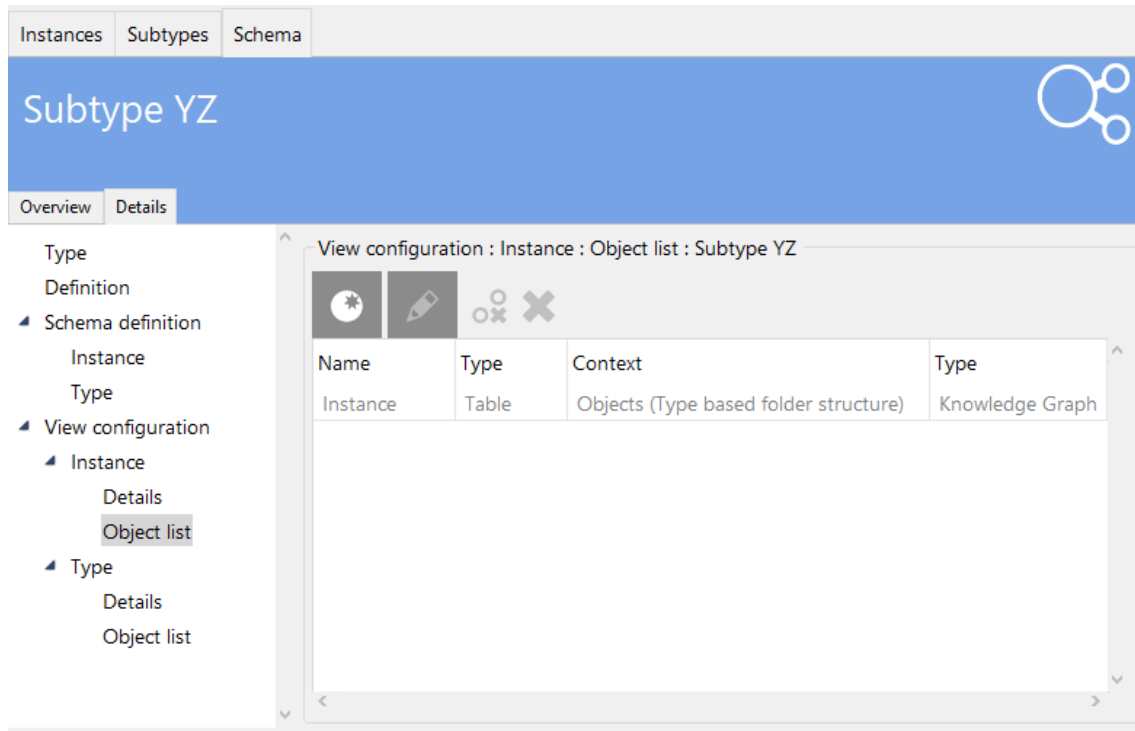 Instances Subtypes Schema
Subtype YZ
Overview Details
Type
Definition
Schema definition
Instance
Type
View configuration
Instance
Details
Object list
Type
Details
Object list
View configuration : Instance : Object list : Subtype YZ
Name Type Context Type
Instance Table Objects (Type based folder structure) Knowledge Graph